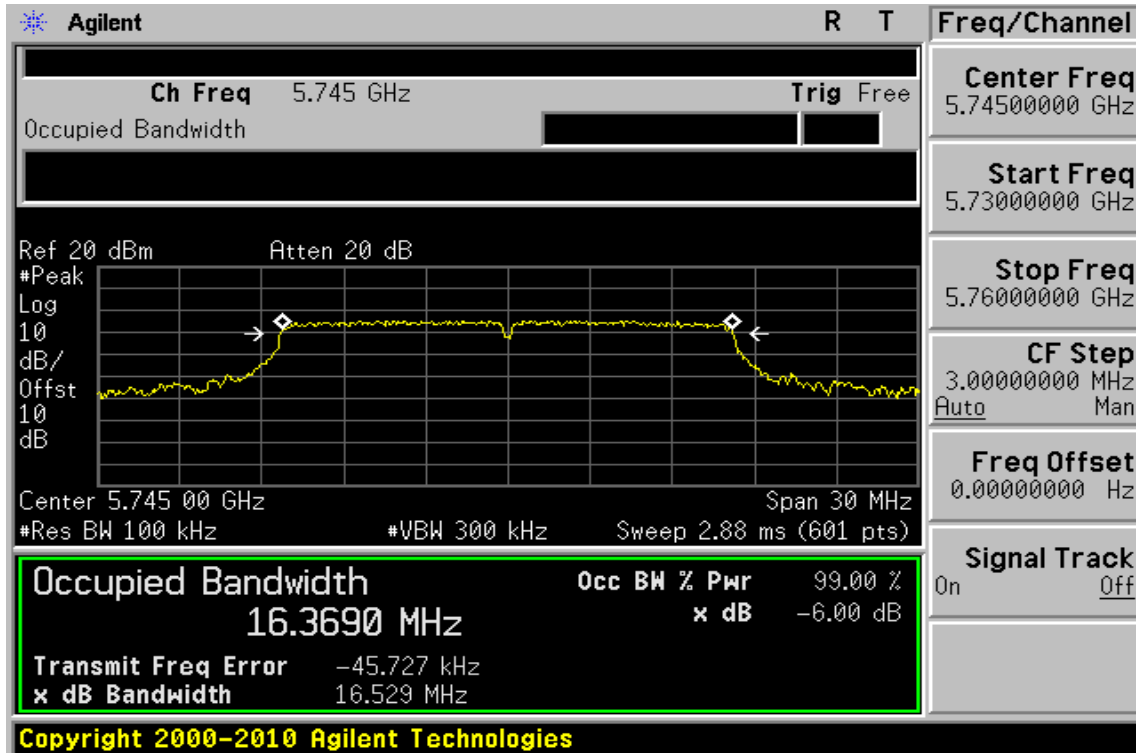 Agilent
R T
Freq/Channel
Ch Freq 5.745 GHz
Trig Free
Occupied Bandwidth
Center Freq
5.74500000 GHz
Start Freq
5.73000000 GHz
Stop Freq
5.76000000 GHz
CF Step
3.00000000 MHz
Auto Man
Freq Offset
0.00000000 Hz
Signal Track
On Off
Ref 20 dBm
Atten 20 dB
#Peak
Log
10
dB/
Offst
10
dB
Center 5.745 00 GHz
Span 30 MHz
#Res BW 100 kHz
#VBW 300 kHz
Sweep 2.88 ms (601 pts)
Occupied Bandwidth
16.3690 MHz
Occ BW % Pwr 99.00 %
x dB -6.00 dB
Transmit Freq Error -45.727 kHz
x dB Bandwidth 16.529 MHz
Copyright 2000-2010 Agilent Technologies